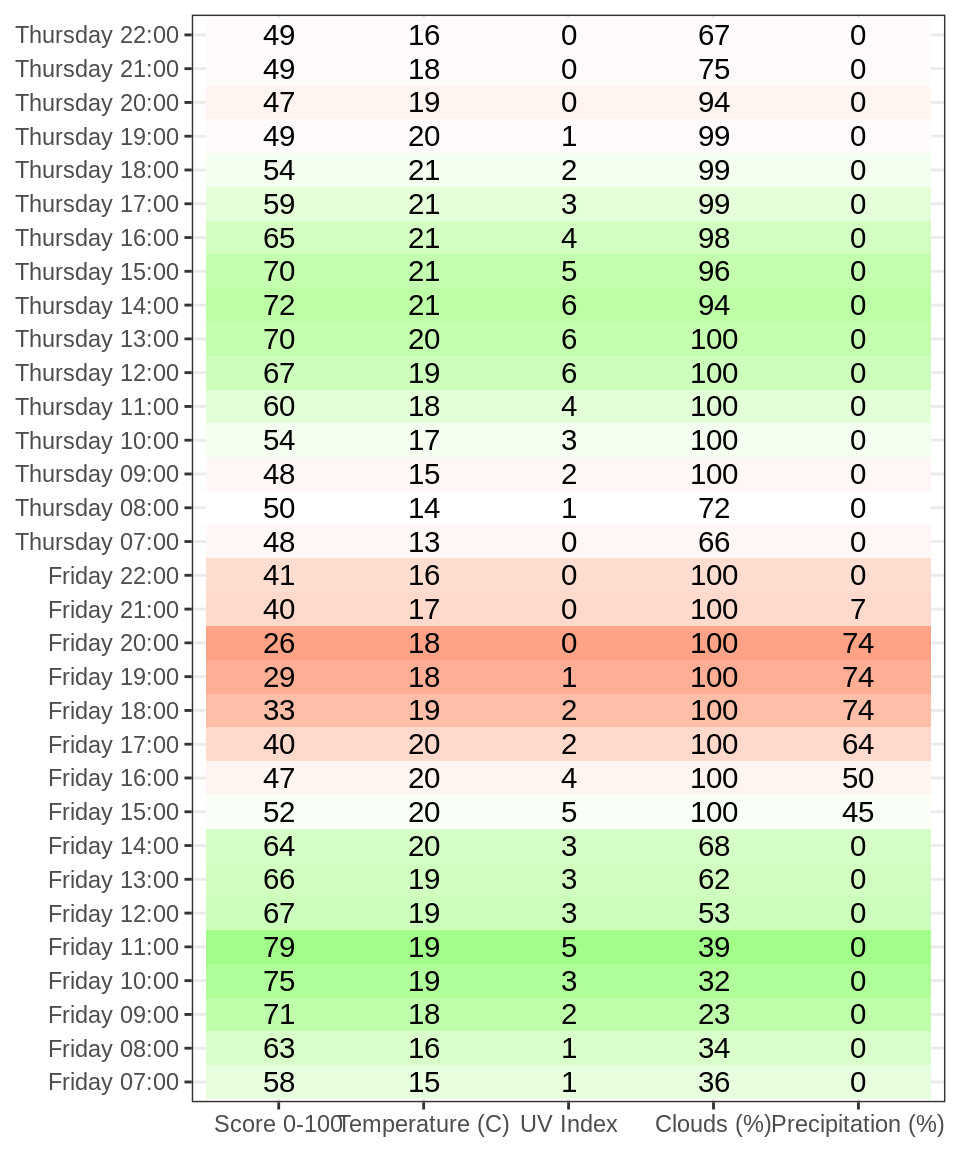 Thursday 22:00 49 16 0 67 0
Thursday 21:00 49 18 0 75 0
Thursday 20:00 47 19 0 94 0
Thursday 19:00 49 20 1 99 0
Thursday 18:00 54 21 2 99 0
Thursday 17:00 59 21 3 99 0
Thursday 16:00 65 21 4 98 0
Thursday 15:00 70 21 5 96 0
Thursday 14:00 72 21 6 94 0
Thursday 13:00 70 20 6 100 0
Thursday 12:00 67 19 6 100 0
Thursday 11:00 60 18 4 100 0
Thursday 10:00 54 17 3 100 0
Thursday 09:00 48 15 2 100 0
Thursday 08:00 50 14 1 72 0
Thursday 07:00 48 13 0 66 0
Friday 22:00 41 16 0 100 0
Friday 21:00 40 17 0 100 7
Friday 20:00 26 18 0 100 74
Friday 19:00 29 18 1 100 74
Friday 18:00 33 19 2 100 74
Friday 17:00 40 20 2 100 64
Friday 16:00 47 20 4 100 50
Friday 15:00 52 20 5 100 45
Friday 14:00 64 20 3 68 0
Friday 13:00 66 19 3 62 0
Friday 12:00 67 19 3 53 0
Friday 11:00 79 19 5 39 0
Friday 10:00 75 19 3 32 0
Friday 09:00 71 18 2 23 0
Friday 08:00 63 16 1 34 0
Friday 07:00 58 15 1 36 0
Score 0-100 Temperature (C) UV Index Clouds (%) Precipitation (%)